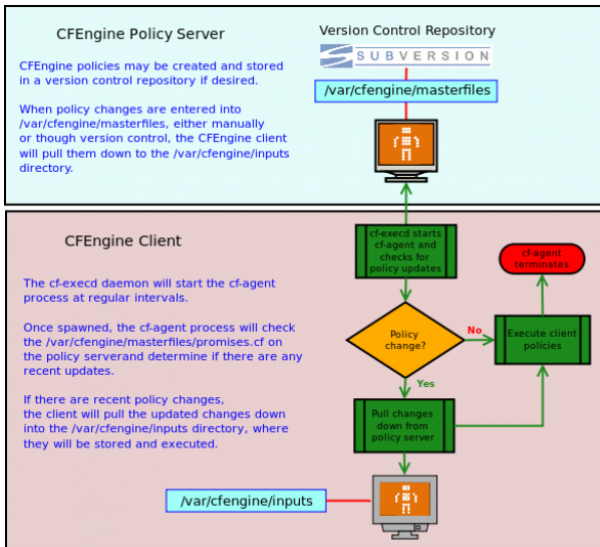 CFEngine Policy Server
CFEngine policies may be created and stored
in a version control repository if desired.
When policy changes are entered into
/var/cfengine/masterfiles, either manually
or though version control, the CFEngine client
will pull them down to the /var/cfengine/inputs
directory.
Version Control Repository
SUBVERSION
/var/cfengine/masterfiles
CFEngine Client
The cf-execd daemon will start the cf-agent
process at regular intervals.
Once spawned, the cf-agent process will check
the /var/cfengine/masterfiles/promises.cf on
the policy serverand determine if there are any
recent updates.
If there are recent policy changes,
the client will pull the updated changes down
into the /var/cfengine/inputs directory, where
they will be stored and executed.
cf-execd starts
cf-agent and
checks for
policy updates
cf-agent
terminates
Policy
change?
No
Execute client
policies
Yes
Pull changes
down from
policy server
/var/cfengine/inputs